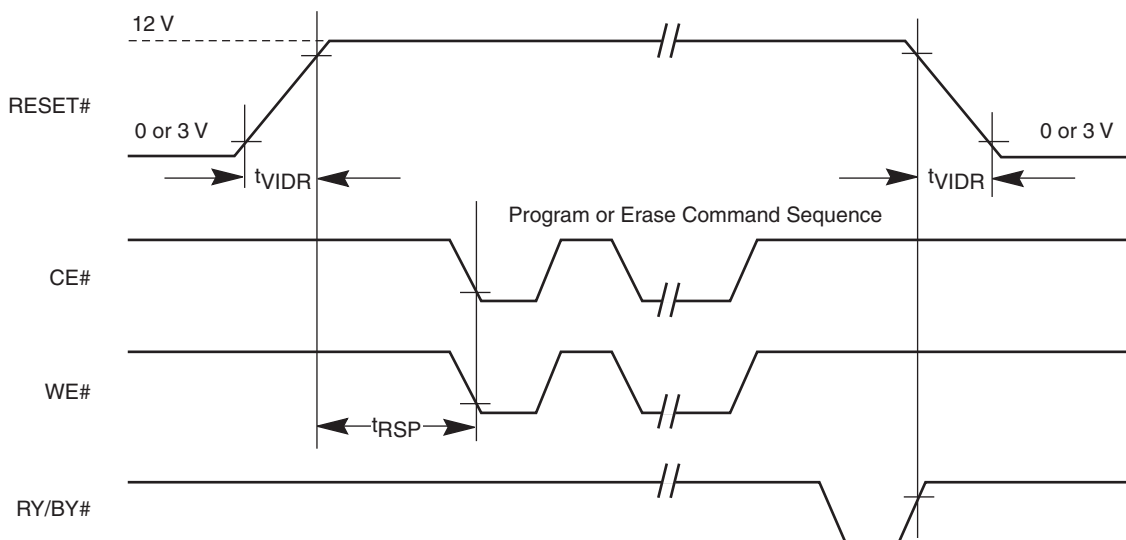 12 V
RESET#
0 or 3 V
0 or 3 V
tVIDR
tVIDR
Program or Erase Command Sequence
CE#
WE#
tRSP
RY/BY#